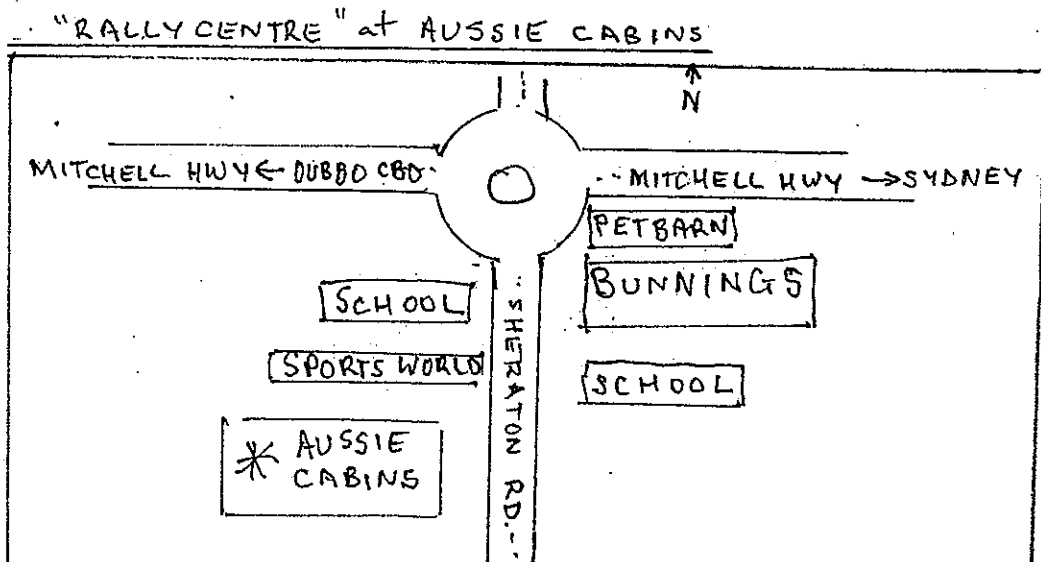 "RALLY CENTRE" at AUSSIE CABINS
N
MITCHELL HWY ← DUBBO CBD
MITCHELL HWY → SYDNEY
PETBARN
BUNNINGS
SCHOOL
SPORTS WORLD
SCHOOL
* AUSSIE
CABINS
SHERATON RD.